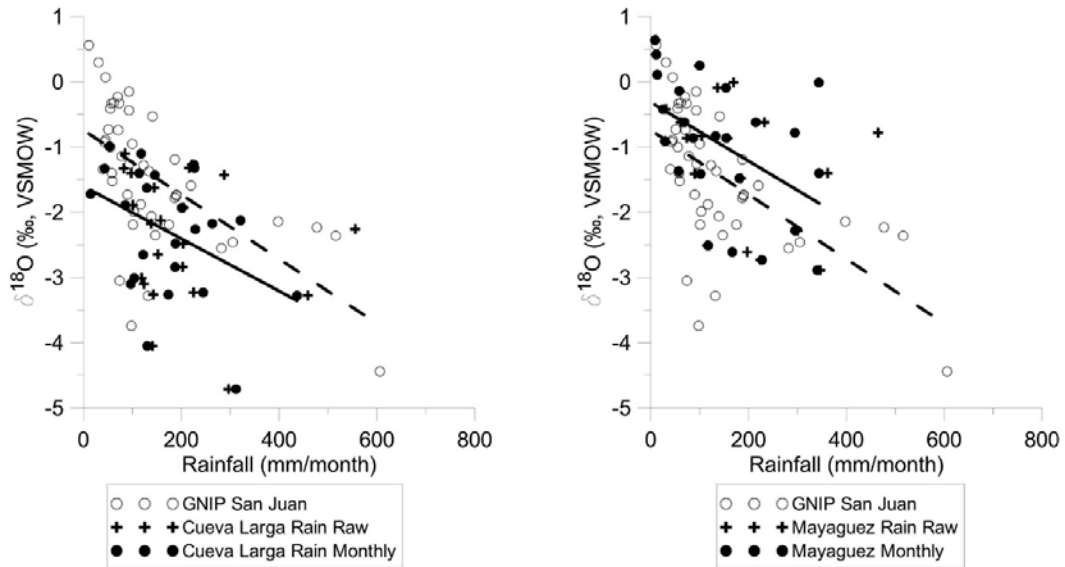 1
0
-1
-2
-3
-4
-5
δ18O (‰, VSMOW)
0 200 400 600 800
Rainfall (mm/month)
GNIP San Juan
Cueva Larga Rain Raw
Cueva Larga Rain Monthly
1
0
-1
-2
-3
-4
-5
δ18O (‰, VSMOW)
0 200 400 600 800
Rainfall (mm/month)
GNIP San Juan
Mayaguez Rain Raw
Mayaguez Monthly